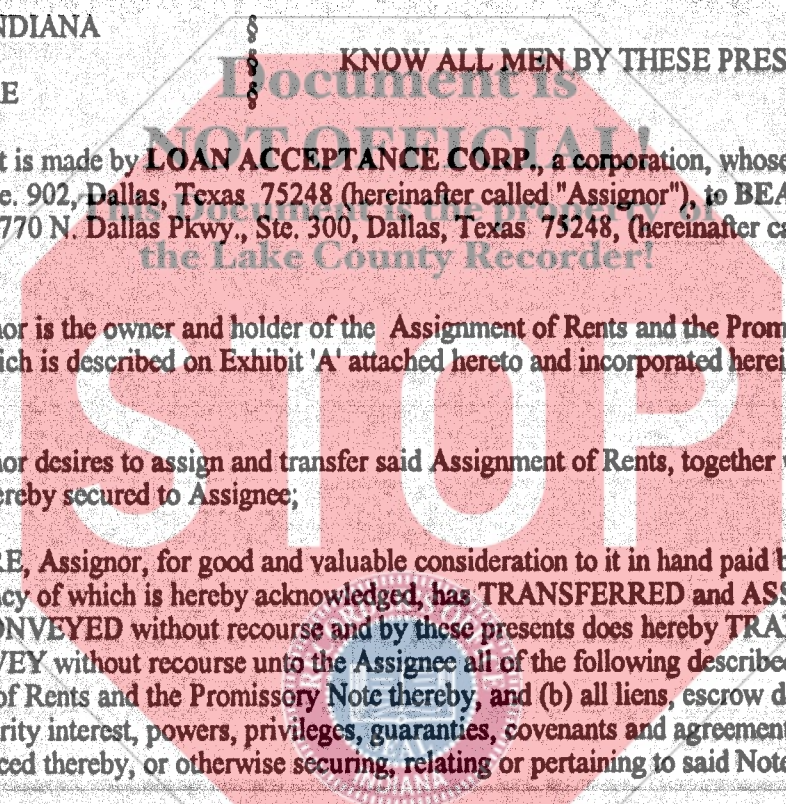 NDIANA §
§ KNOW ALL MEN BY THESE PRES
E §
Document is
NOT OFFICIAL!
This Document is the property of
the Lake County Recorder!
STOP
t is made by LOAN ACCEPTANCE CORP., a corporation, whose
e. 902, Dallas, Texas 75248 (hereinafter called "Assignor"), to BEA
770 N. Dallas Pkwy., Ste. 300, Dallas, Texas 75248, (hereinafter ca
nor is the owner and holder of the Assignment of Rents and the Prom
ich is described on Exhibit 'A' attached hereto and incorporated herei
nor desires to assign and transfer said Assignment of Rents, together
ereby secured to Assignee;
RE, Assignor, for good and valuable consideration to it in hand paid b
cy of which is hereby acknowledged, has TRANSFERRED and ASS
ONVEYED without recourse and by these presents does hereby TRA
VEY without recourse unto the Assignee all of the following described
of Rents and the Promissory Note thereby, and (b) all liens, escrow d
rity interest, powers, privileges, guaranties, covenants and agreement
ced thereby, or otherwise securing, relating or pertaining to said Note
INDIANA